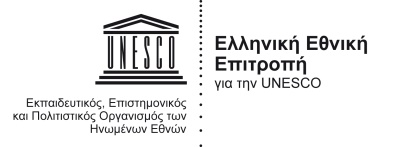 UNESCO
Εκπαιδευτικός, Επιστημονικός
και Πολιτιστικός Οργανισμός των
Ηνωμένων Εθνών
Ελληνική Εθνική
Επιτροπή
για την UNESCO